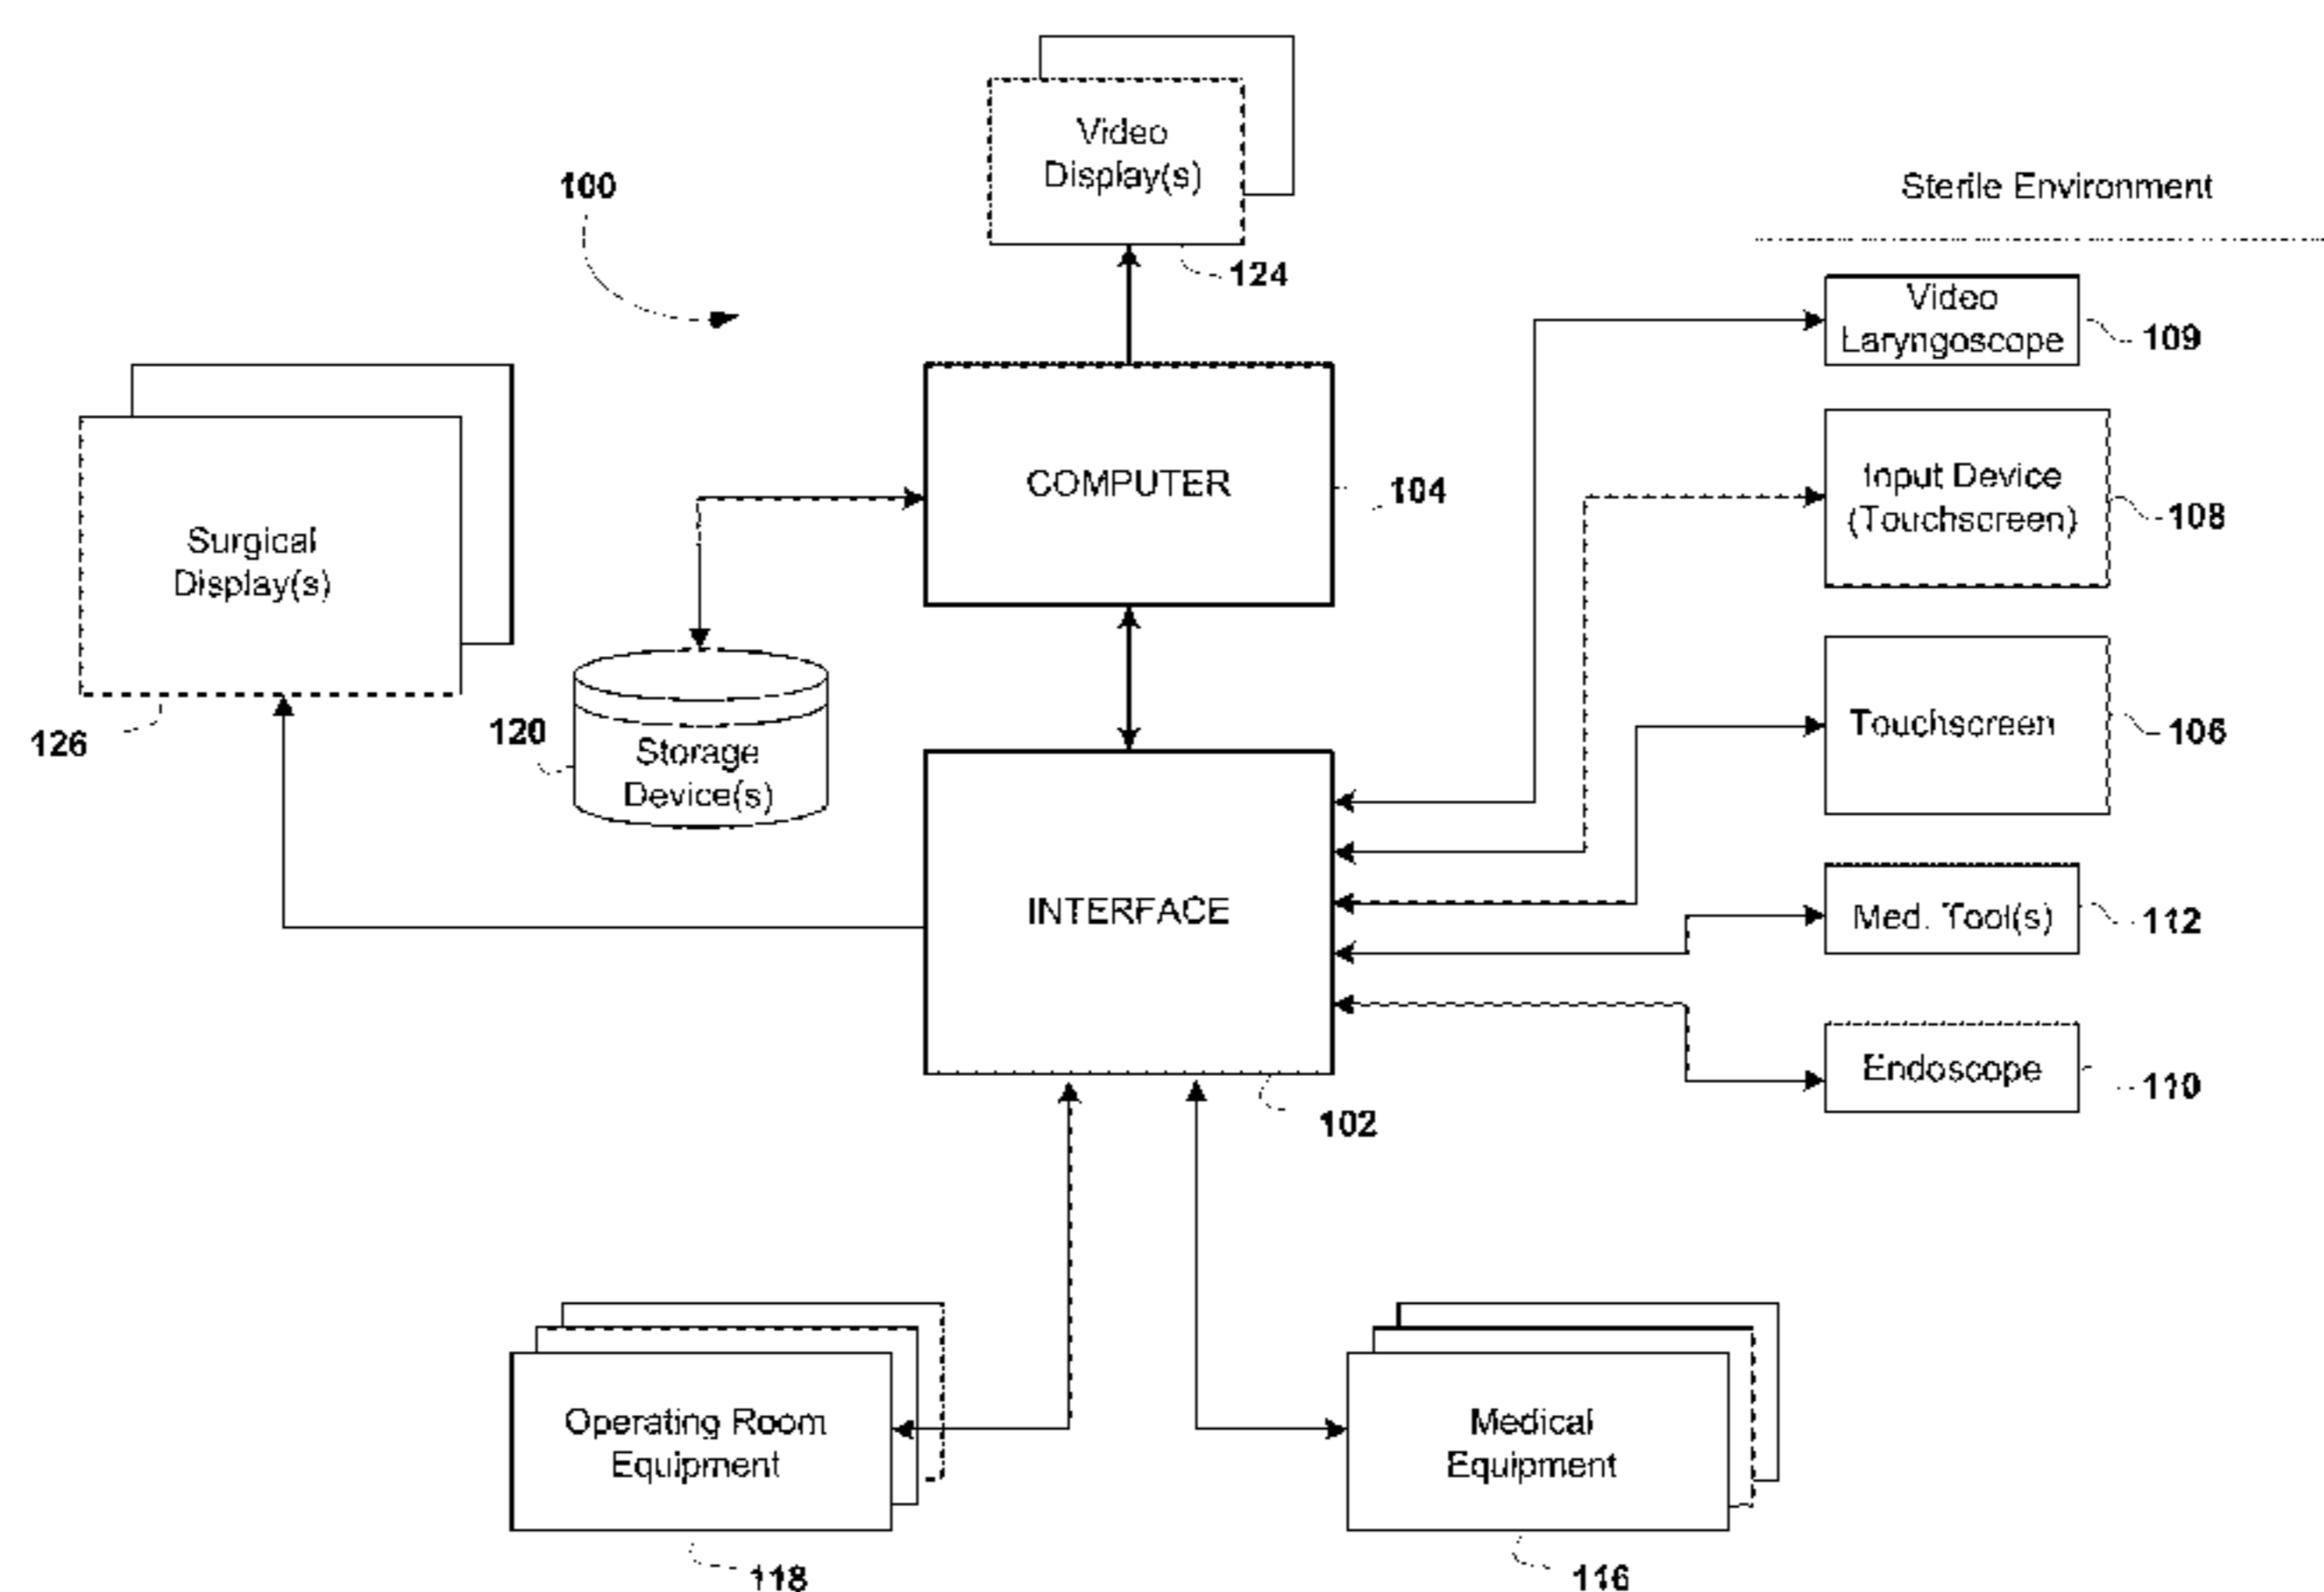 Video
Display(s)
124
100
Sterile Environment
Video
Laryngoscope
109
Input Device
(Touchscreen)
108
COMPUTER
104
Surgical
Display(s)
126
120
Storage
Device(s)
Touchscreen
106
INTERFACE
102
Med. Tool(s)
112
Endoscope
110
Operating Room
Equipment
118
Medical
Equipment
116